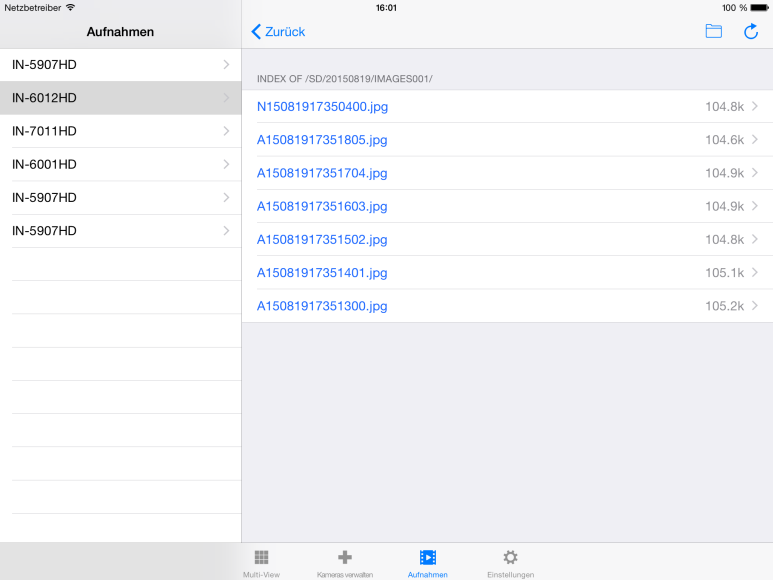 Netzbetreiber 16:01 100 %
Aufnahmen
Zurück
IN-5907HD
IN-6012HD
IN-7011HD
IN-6001HD
IN-5907HD
IN-5907HD
INDEX OF /SD/20150819/IMAGES001/
N15081917350400.jpg 104.8k
A15081917351805.jpg 104.6k
A15081917351704.jpg 104.9k
A15081917351603.jpg 104.9k
A15081917351502.jpg 104.8k
A15081917351401.jpg 105.1k
A15081917351300.jpg 105.2k
Multi-View Kameras verwalten Aufnahmen Einstellungen